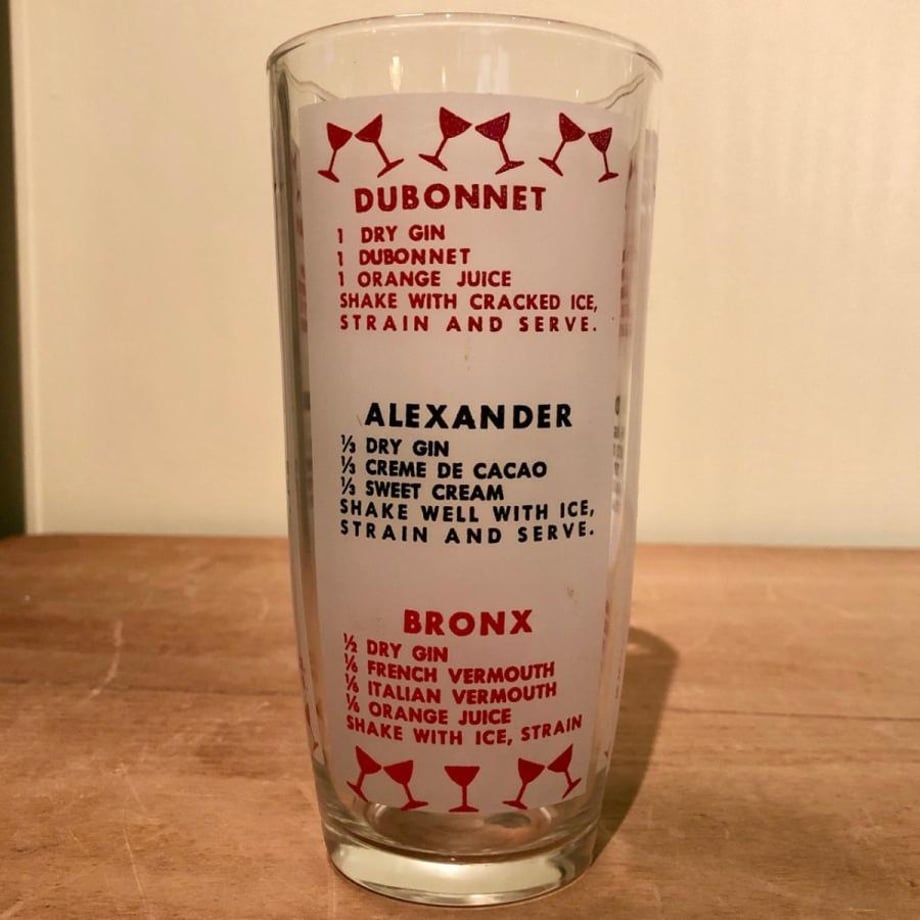 DUBONNET
1 DRY GIN
1 DUBONNET
1 ORANGE JUICE
SHAKE WITH CRACKED ICE,
STRAIN AND SERVE.
ALEXANDER
⅓ DRY GIN
⅓ CREME DE CACAO
⅓ SWEET CREAM
SHAKE WELL WITH ICE,
STRAIN AND SERVE.
BRONX
½ DRY GIN
⅙ FRENCH VERMOUTH
⅙ ITALIAN VERMOUTH
⅙ ORANGE JUICE
SHAKE WITH ICE, STRAIN